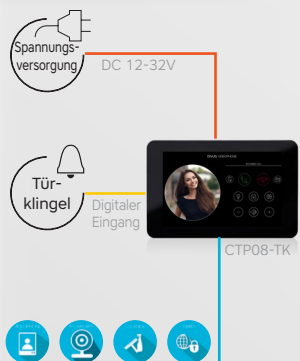 Spannungs-
versorgung
DC 12-32V
Tür-
klingel
Digitaler
Eingang
CTP08-TK